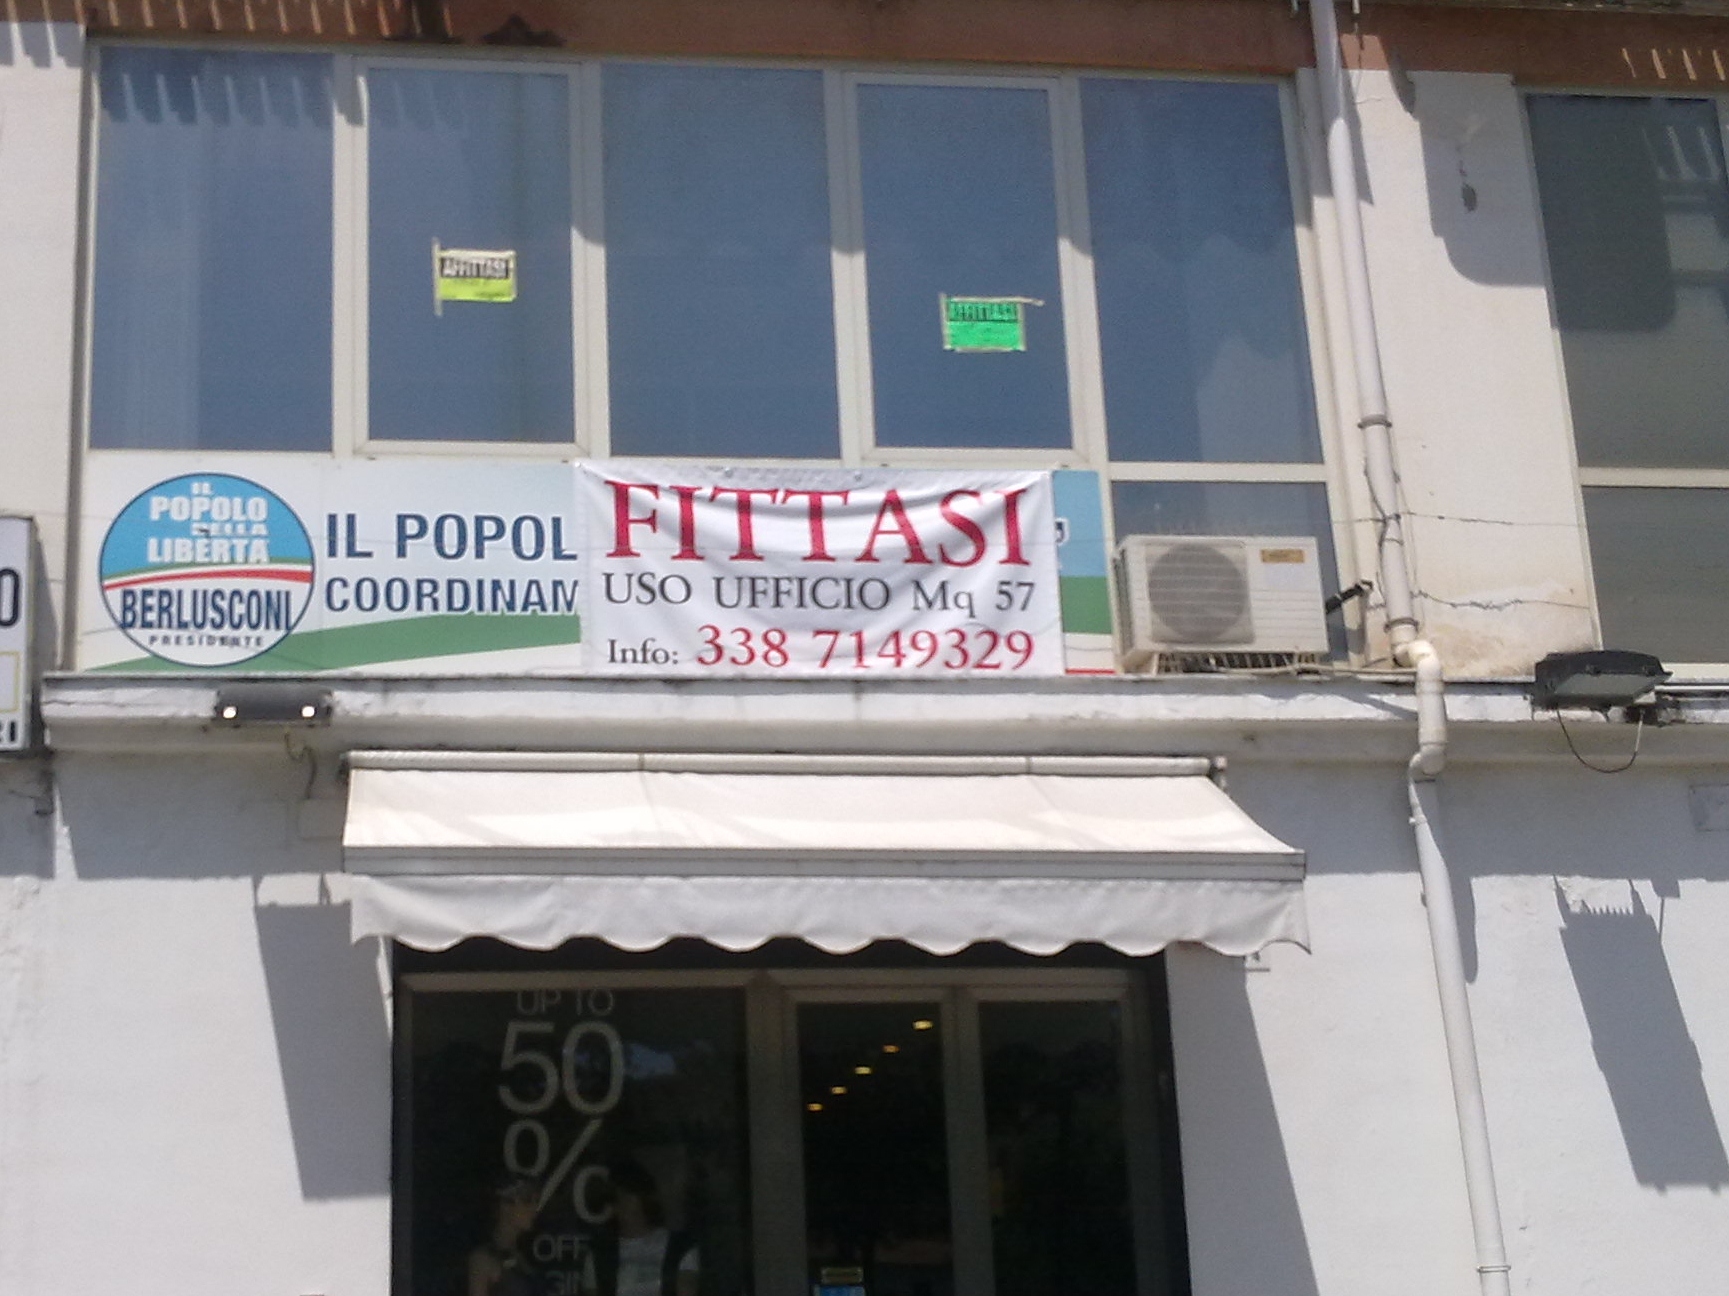 AFFITTASI
AFFITTASI
IL
POPOLO
DELLA
LIBERTÀ
BERLUSCONI
PRESIDENTE
IL POPOL
COORDINAM
FITTASI
USO UFFICIO Mq 57
Info: 338 7149329
UP TO
50
%
OFF